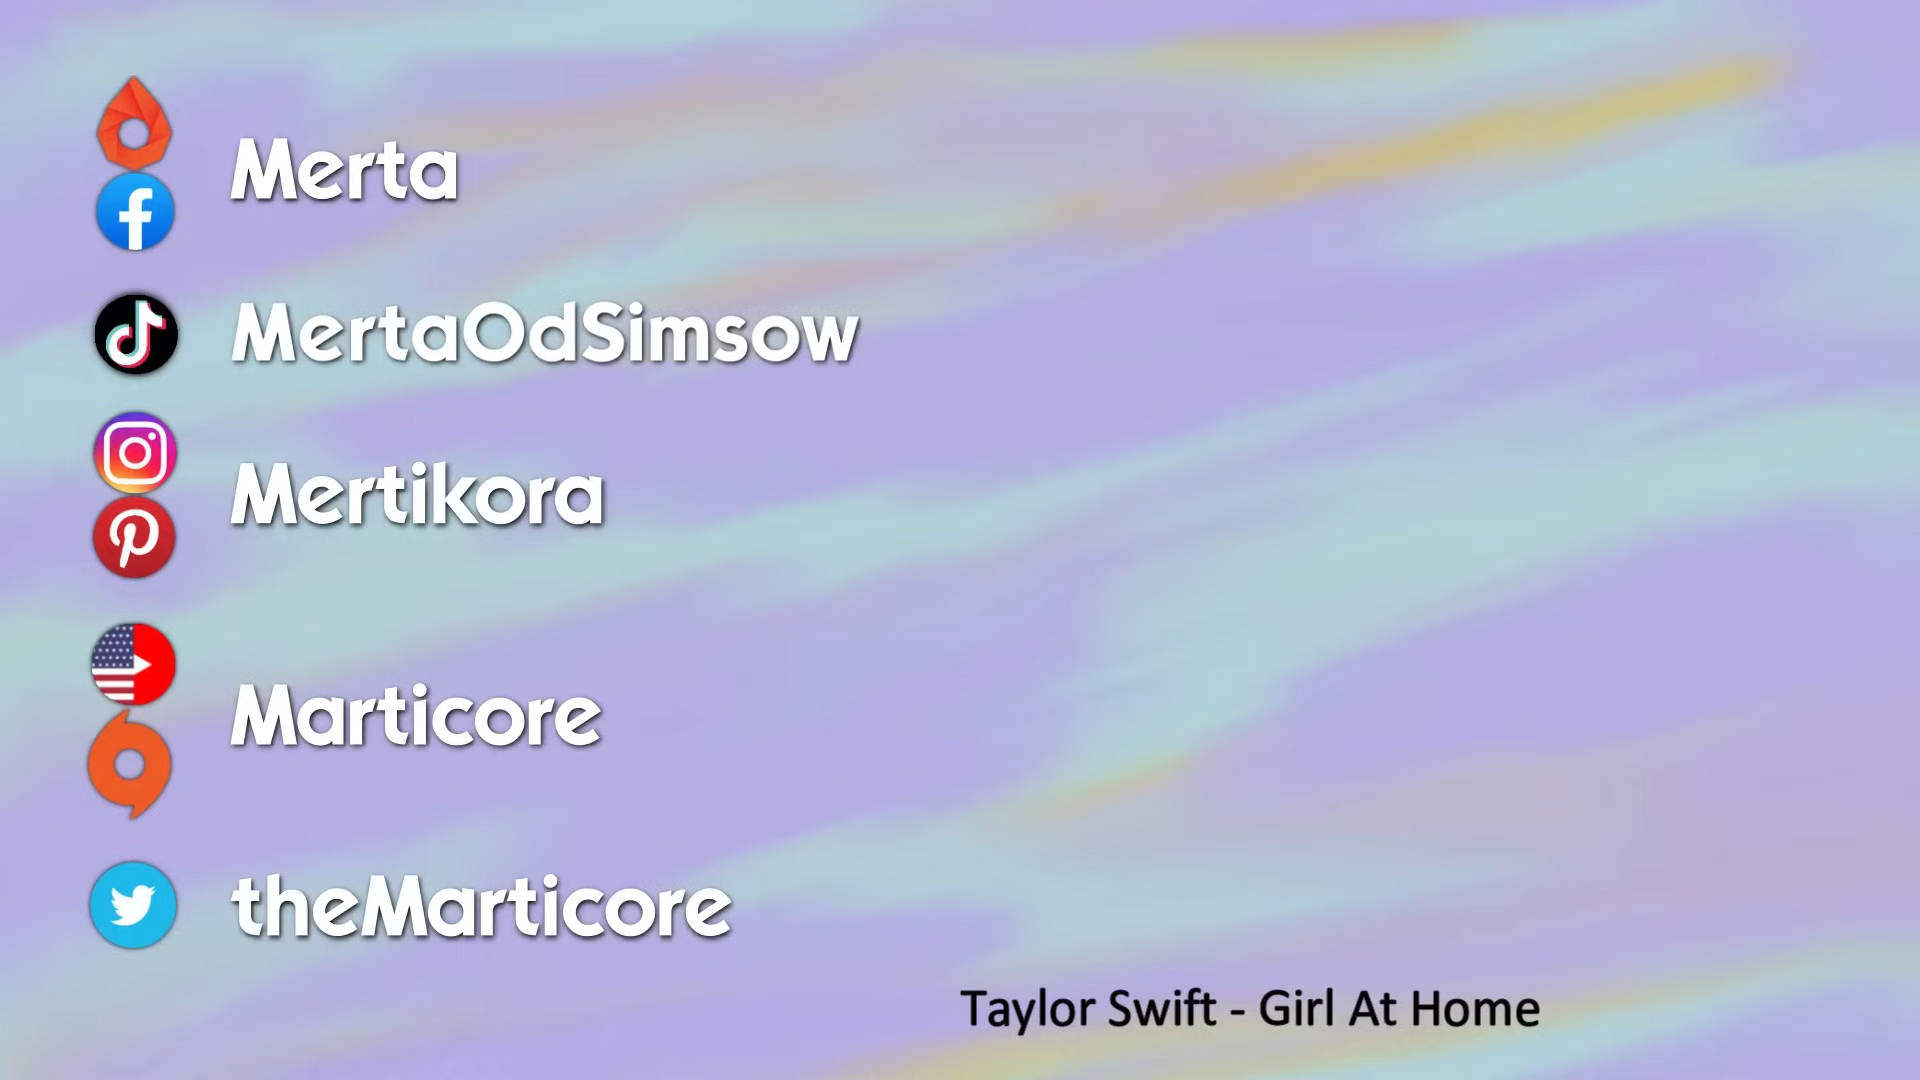 Merta
MertaOdSimsow
Mertikora
Marticore
theMarticore
Taylor Swift - Girl At Home